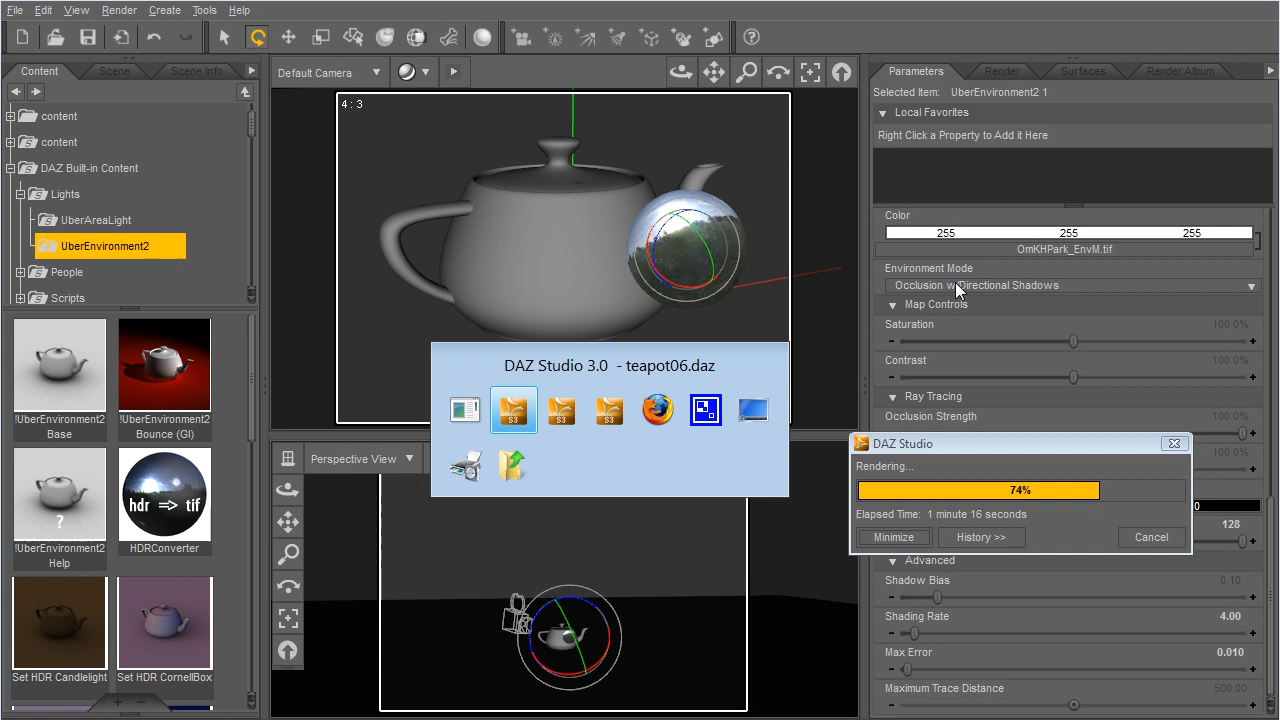 File Edit View Render Create Tools Help
Content Scene Scene Info
content
content
DAZ Built-in Content
Lights
UberAreaLight
UberEnvironment2
People
Scripts
!UberEnvironment2
Base
!UberEnvironment2
Bounce (GI)
!UberEnvironment2
Help
hdr => tif
HDRConverter
Set HDR Candlelight
Set HDR CornellBox
Default Camera
4 : 3
DAZ Studio 3.0 - teapot06.daz
S3 S3 S3
Perspective View
Parameters Render Surfaces Render Album
Selected Item: UberEnvironment2 1
Local Favorites
Right Click a Property to Add it Here
Color
255 255 255
OmKHPark_EnvM.tif
Environment Mode
Occlusion w/Directional Shadows
Map Controls
Saturation 100.0%
Contrast 100.0%
Ray Tracing
Occlusion Strength 100.0%
DAZ Studio
Rendering...
74%
Elapsed Time: 1 minute 16 seconds
Minimize History >> Cancel
128
Advanced
Shadow Bias 0.10
Shading Rate 4.00
Max Error 0.010
Maximum Trace Distance 500.00